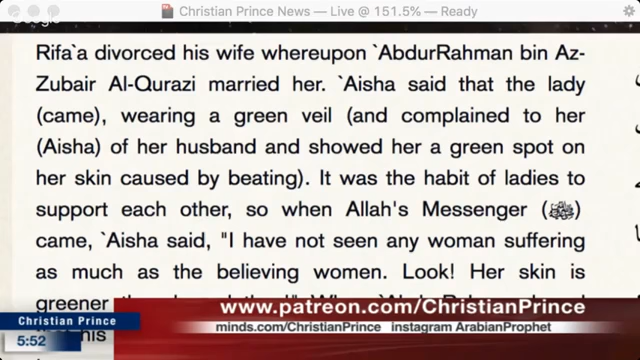 Christian Prince News — Live @ 151.5% — Ready
Rifa`a divorced his wife whereupon `AbdurRahman bin Az-
Zubair Al-Qurazi married her. `Aisha said that the lady
(came), wearing a green veil (and complained to her
(Aisha) of her husband and showed her a green spot on
her skin caused by beating). It was the habit of ladies to
support each other, so when Allah's Messenger (ﷺ)
came, `Aisha said, "I have not seen any woman suffering
as much as the believing women. Look! Her skin is
greener
www.patreon.com/ChristianPrince
Christian Prince
minds.com/ChristianPrince instagram ArabianProphet
5:52
his